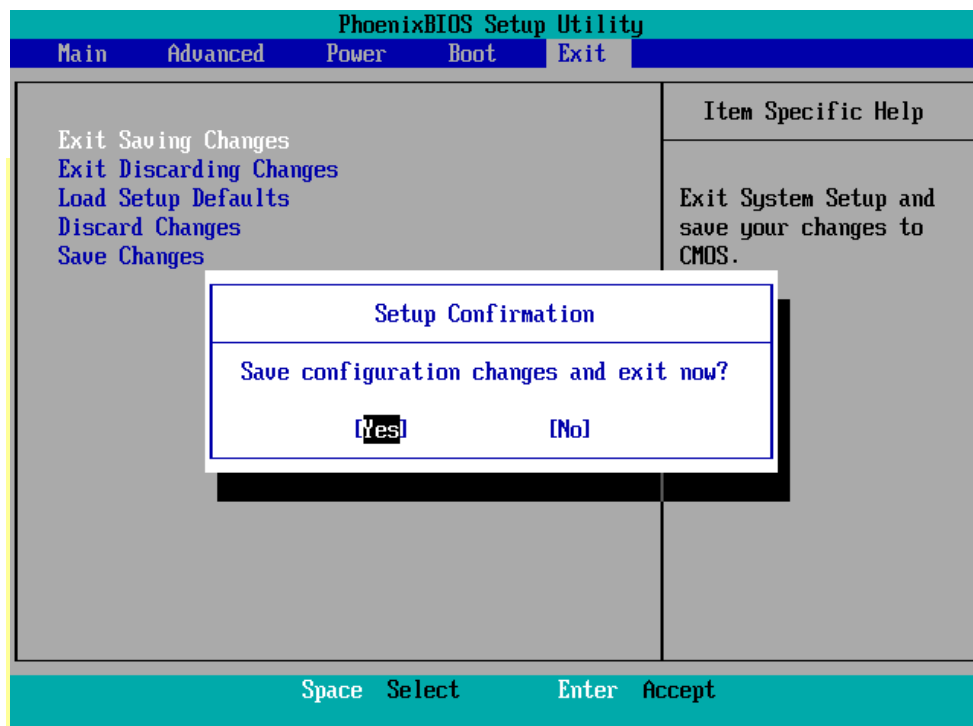 PhoenixBIOS Setup Utility
Main Advanced Power Boot Exit
Exit Saving Changes
Exit Discarding Changes
Load Setup Defaults
Discard Changes
Save Changes
Item Specific Help
Exit System Setup and
save your changes to
CMOS.
Setup Confirmation
Save configuration changes and exit now?
[Yes] [No]
Space Select Enter Accept